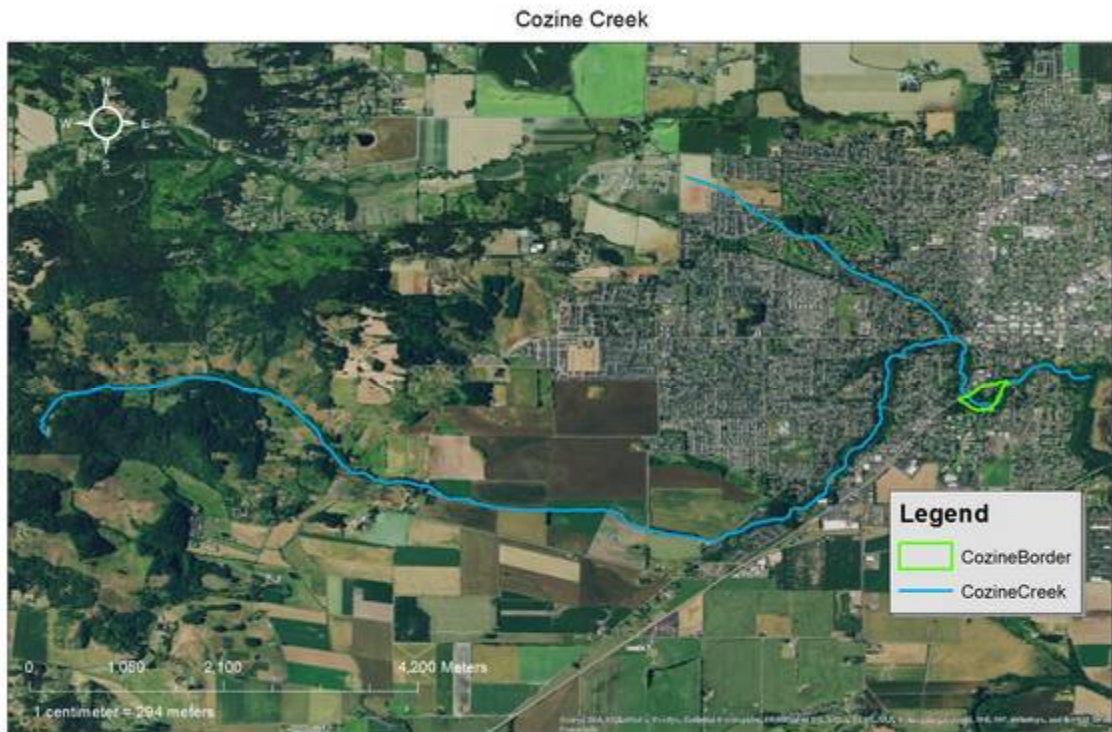 Cozine Creek
N
W E
S
Legend
CozineBorder
CozineCreek
0 1,050 2,100 4,200 Meters
1 centimeter = 294 meters